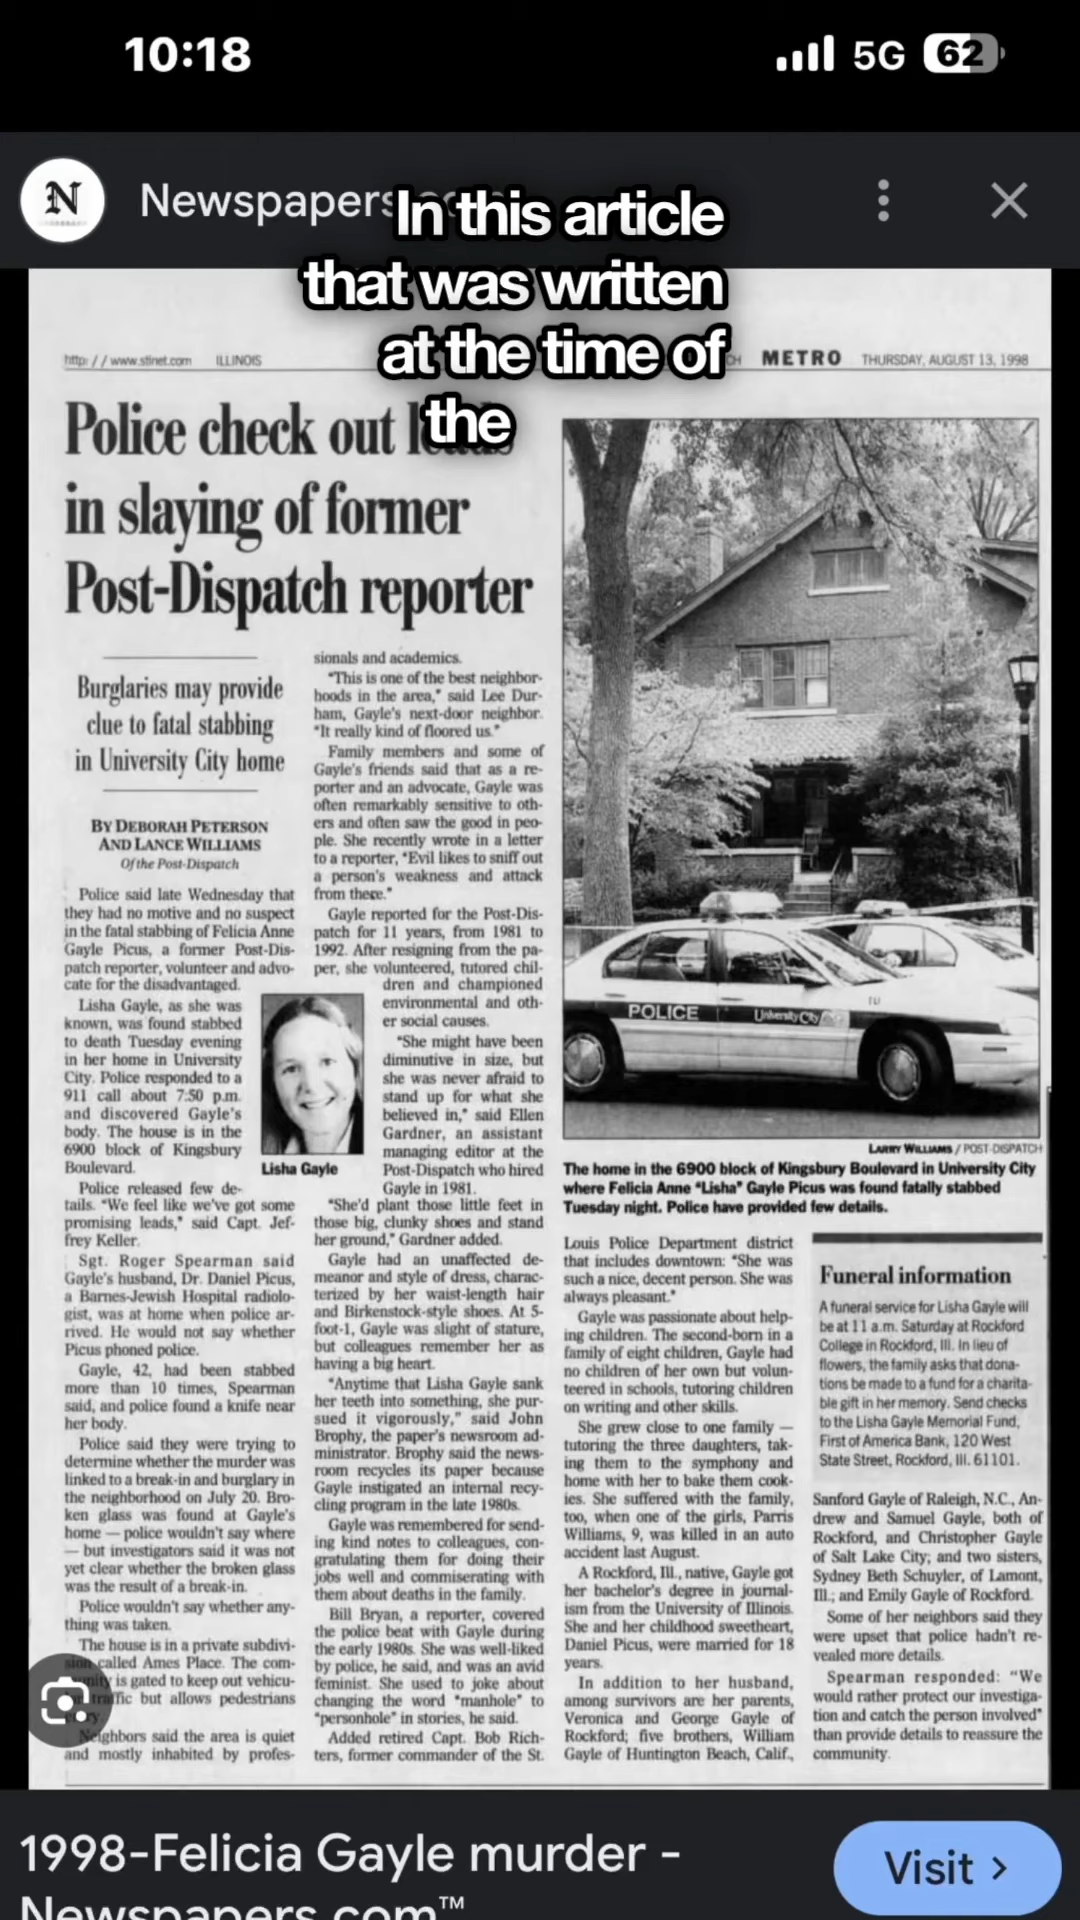 10:18
5G 62
Newspapers
In this article
that was written
at the time of
the
http://www.stlnet.com ILLINOIS
METRO THURSDAY, AUGUST 13, 1998
Police check out
in slaying of former
Post-Dispatch reporter
Burglaries may provide
clue to fatal stabbing
in University City home
BY DEBORAH PETERSON
AND LANCE WILLIAMS
Of the Post-Dispatch
Police said late Wednesday that
they had no motive and no suspect
in the fatal stabbing of Felicia Anne
Gayle Picus, a former Post-Dis-
patch reporter, volunteer and advo-
cate for the disadvantaged.
Lisha Gayle, as she was
known, was found stabbed
to death Tuesday evening
in her home in University
City. Police responded to a
911 call about 7:50 p.m.
and discovered Gayle's
body. The house is in the
6900 block of Kingsbury
Boulevard.
Police released few de-
tails. "We feel like we've got some
promising leads," said Capt. Jef-
frey Keller.
Sgt. Roger Spearman said
Gayle's husband, Dr. Daniel Picus,
a Barnes-Jewish Hospital radiolo-
gist, was at home when police ar-
rived. He would not say whether
Picus phoned police.
Gayle, 42, had been stabbed
more than 10 times, Spearman
said, and police found a knife near
her body.
Police said they were trying to
determine whether the murder was
linked to a break-in and burglary in
the neighborhood on July 20. Bro-
ken glass was found at Gayle's
home — police wouldn't say where
— but investigators said it was not
yet clear whether the broken glass
was the result of a break-in.
Police wouldn't say whether any-
thing was taken.
The house is in a private subdivi-
sion called Ames Place. The com-
is gated to keep out vehicu-
traffic but allows pedestrians
Neighbors said the area is quiet
and mostly inhabited by profes-
sionals and academics.
"This is one of the best neighbor-
hoods in the area," said Lee Dur-
ham, Gayle's next-door neighbor.
"It really kind of floored us."
Family members and some of
Gayle's friends said that as a re-
porter and an advocate, Gayle was
often remarkably sensitive to oth-
ers and often saw the good in peo-
ple. She recently wrote in a letter
to a reporter, "Evil likes to sniff out
a person's weakness and attack
from there."
Gayle reported for the Post-Dis-
patch for 11 years, from 1981 to
1992. After resigning from the pa-
per, she volunteered, tutored chil-
dren and championed
environmental and oth-
er social causes.
"She might have been
diminutive in size, but
she was never afraid to
stand up for what she
believed in," said Ellen
Gardner, an assistant
managing editor at the
Post-Dispatch who hired
Gayle in 1981.
"She'd plant those little feet in
those big, clunky shoes and stand
her ground," Gardner added.
Gayle had an unaffected de-
meanor and style of dress, charac-
terized by her waist-length hair
and Birkenstock-style shoes. At 5-
foot-1, Gayle was slight of stature,
but colleagues remember her as
having a big heart.
"Anytime that Lisha Gayle sank
her teeth into something, she pur-
sued it vigorously," said John
Brophy, the paper's newsroom ad-
ministrator. Brophy said the news-
room recycles its paper because
Gayle instigated an internal recy-
cling program in the late 1980s.
Gayle was remembered for send-
ing kind notes to colleagues, con-
gratulating them for doing their
jobs well and commiserating with
them about deaths in the family.
Bill Bryan, a reporter, covered
the police beat with Gayle during
the early 1980s. She was well-liked
by police, he said, and was an avid
feminist. She used to joke about
changing the word "manhole" to
"personhole" in stories, he said.
Added retired Capt. Bob Rich-
ters, former commander of the St.
Lisha Gayle
POLICE
University City
LARRY WILLIAMS / POST-DISPATCH
The home in the 6900 block of Kingsbury Boulevard in University City
where Felicia Anne "Lisha" Gayle Picus was found fatally stabbed
Tuesday night. Police have provided few details.
Louis Police Department district
that includes downtown: "She was
such a nice, decent person. She was
always pleasant."
Gayle was passionate about help-
ing children. The second-born in a
family of eight children, Gayle had
no children of her own but volun-
teered in schools, tutoring children
on writing and other skills.
She grew close to one family —
tutoring the three daughters, tak-
ing them to the symphony and
home with her to bake them cook-
ies. She suffered with the family,
too, when one of the girls, Parris
Williams, 9, was killed in an auto
accident last August.
A Rockford, Ill., native, Gayle got
her bachelor's degree in journal-
ism from the University of Illinois.
She and her childhood sweetheart,
Daniel Picus, were married for 18
years.
In addition to her husband,
among survivors are her parents,
Veronica and George Gayle of
Rockford; five brothers, William
Gayle of Huntington Beach, Calif.,
Funeral information
A funeral service for Lisha Gayle will
be at 11 a.m. Saturday at Rockford
College in Rockford, Ill. In lieu of
flowers, the family asks that dona-
tions be made to a fund for a charita-
ble gift in her memory. Send checks
to the Lisha Gayle Memorial Fund,
First of America Bank, 120 West
State Street, Rockford, Ill. 61101.
Sanford Gayle of Raleigh, N.C., An-
drew and Samuel Gayle, both of
Rockford, and Christopher Gayle
of Salt Lake City; and two sisters,
Sydney Beth Schuyler, of Lamont,
Ill.; and Emily Gayle of Rockford.
Some of her neighbors said they
were upset that police hadn't re-
vealed more details.
Spearman responded: "We
would rather protect our investiga-
tion and catch the person involved"
than provide details to reassure the
community.
1998-Felicia Gayle murder -
Newspapers.com™
Visit >